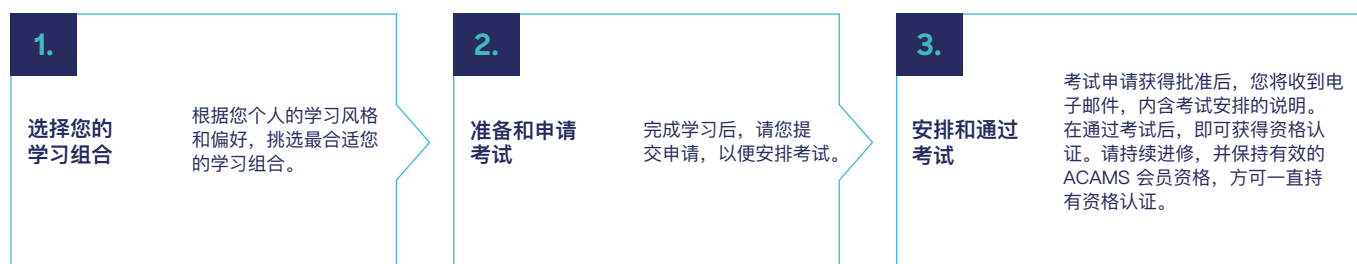 1.
选择您的
学习组合
根据您个人的学习风格
和偏好，挑选最合适您
的学习组合。
2.
准备和申请
考试
完成学习后，请您提
交申请，以便安排考试。
3.
安排和通过
考试
考试申请获得批准后，您将收到电
子邮件，内含考试安排的说明。
在通过考试后，即可获得资格认
证。请持续进修，并保持有效的
ACAMS 会员资格，方可一直持
有资格认证。